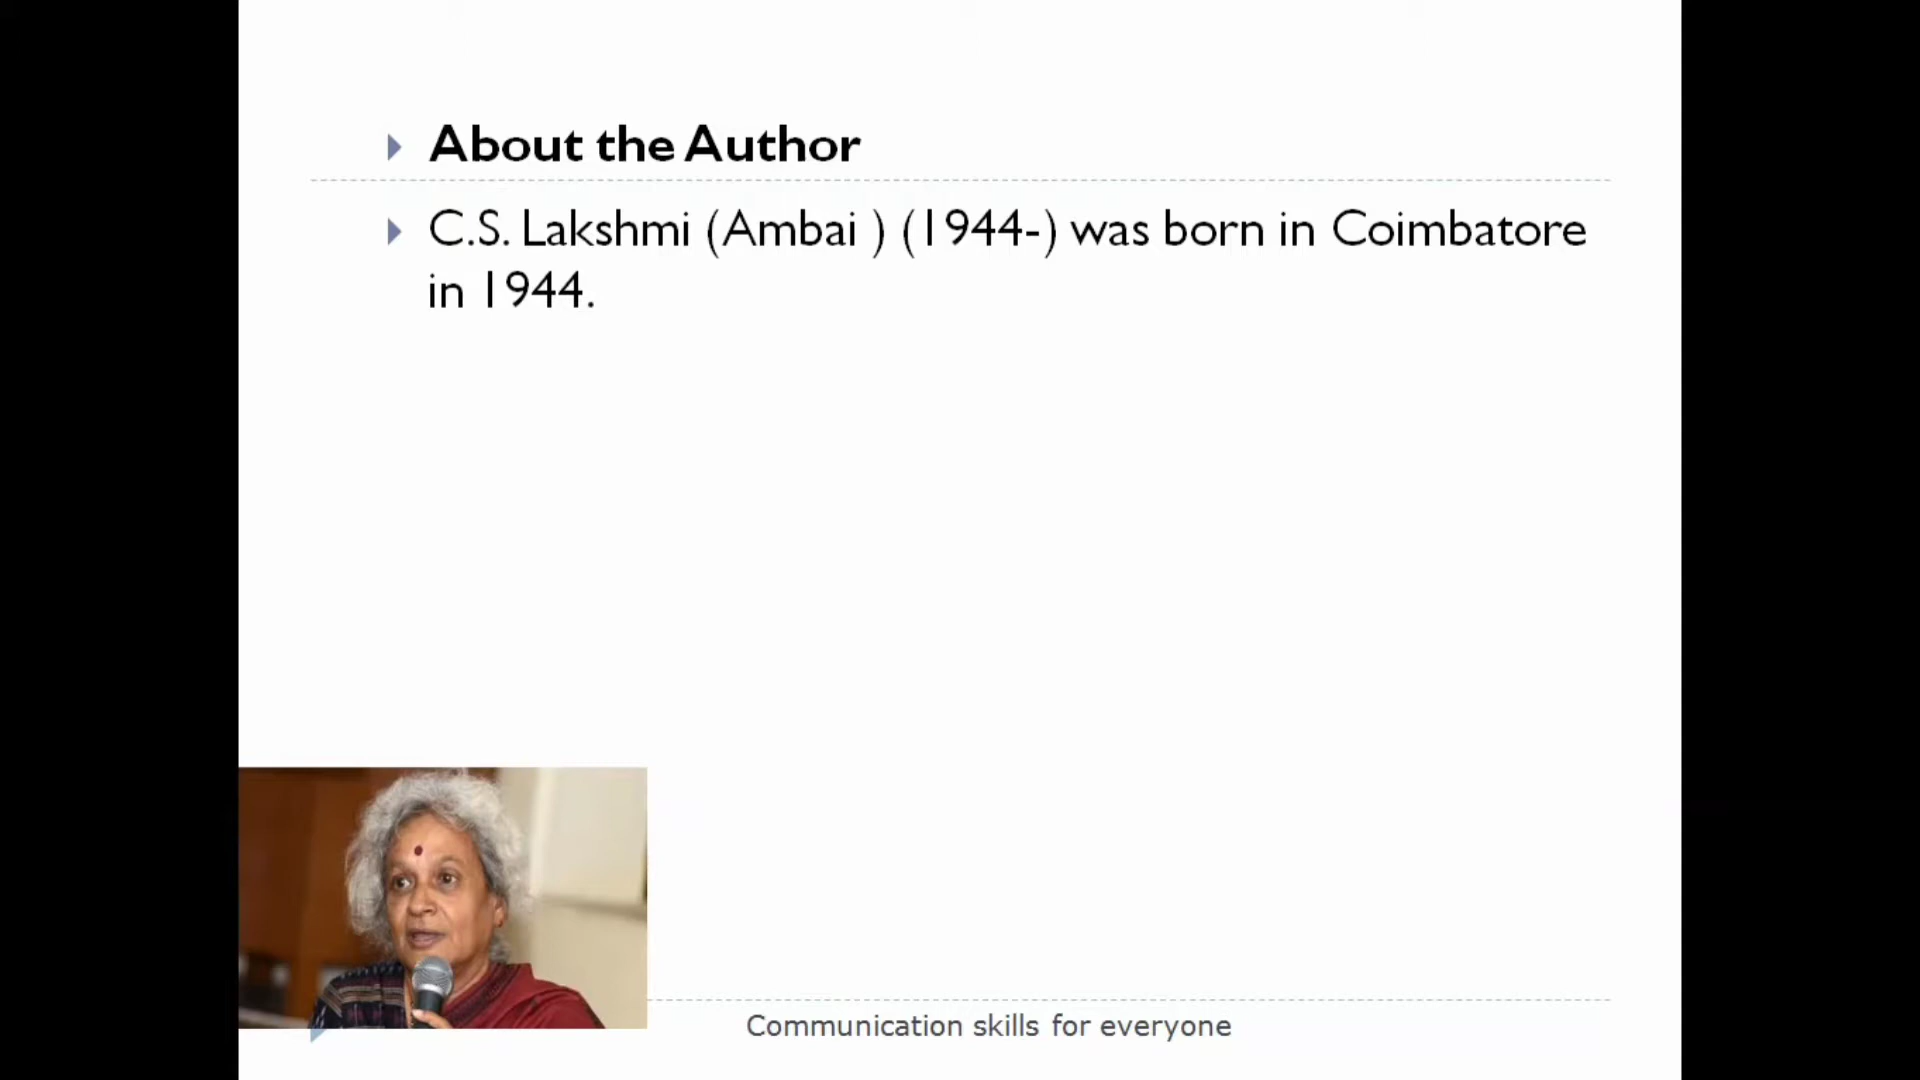 About the Author
C.S. Lakshmi (Ambai ) (1944-) was born in Coimbatore
in 1944.
Communication skills for everyone